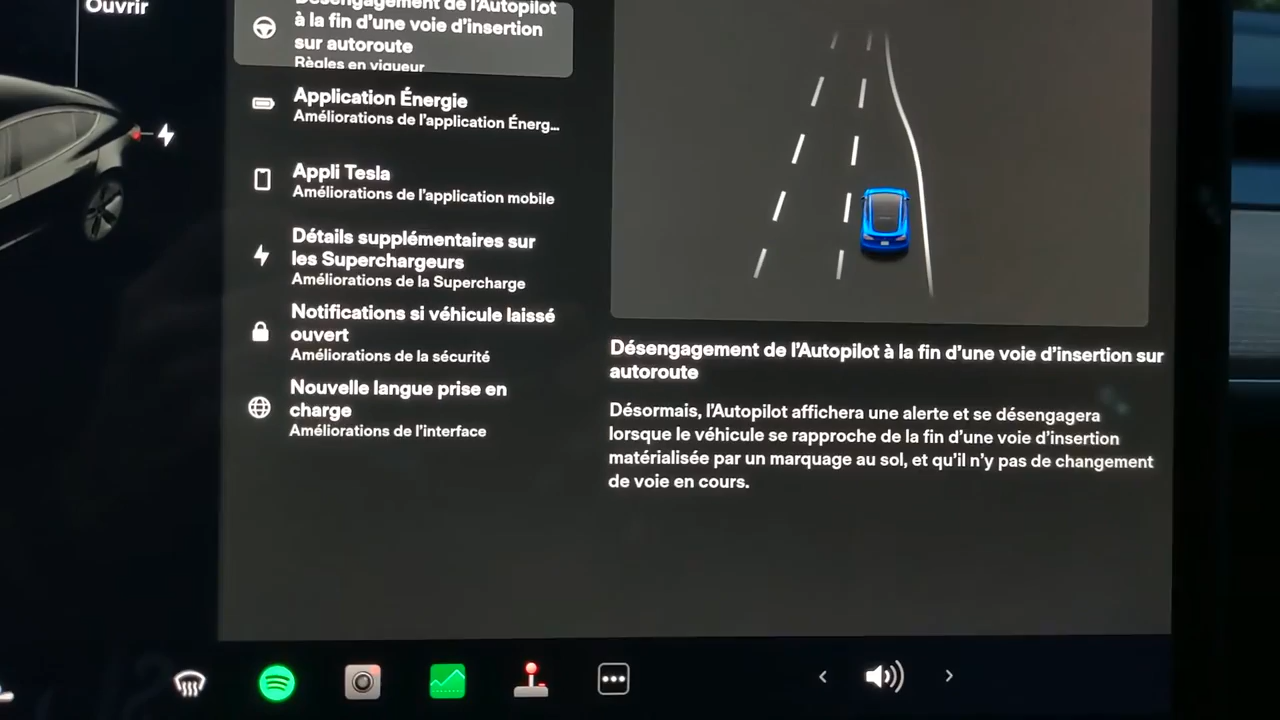 Ouvrir
Désengagement de l'Autopilot
à la fin d'une voie d'insertion
sur autoroute
Règles en vigueur
Application Énergie
Améliorations de l'application Énerg...
Appli Tesla
Améliorations de l'application mobile
Détails supplémentaires sur
les Superchargeurs
Améliorations de la Supercharge
Notifications si véhicule laissé
ouvert
Améliorations de la sécurité
Nouvelle langue prise en
charge
Améliorations de l'interface
Désengagement de l'Autopilot à la fin d'une voie d'insertion sur
autoroute
Désormais, l'Autopilot affichera une alerte et se désengagera
lorsque le véhicule se rapproche de la fin d'une voie d'insertion
matérialisée par un marquage au sol, et qu'il n'y pas de changement
de voie en cours.